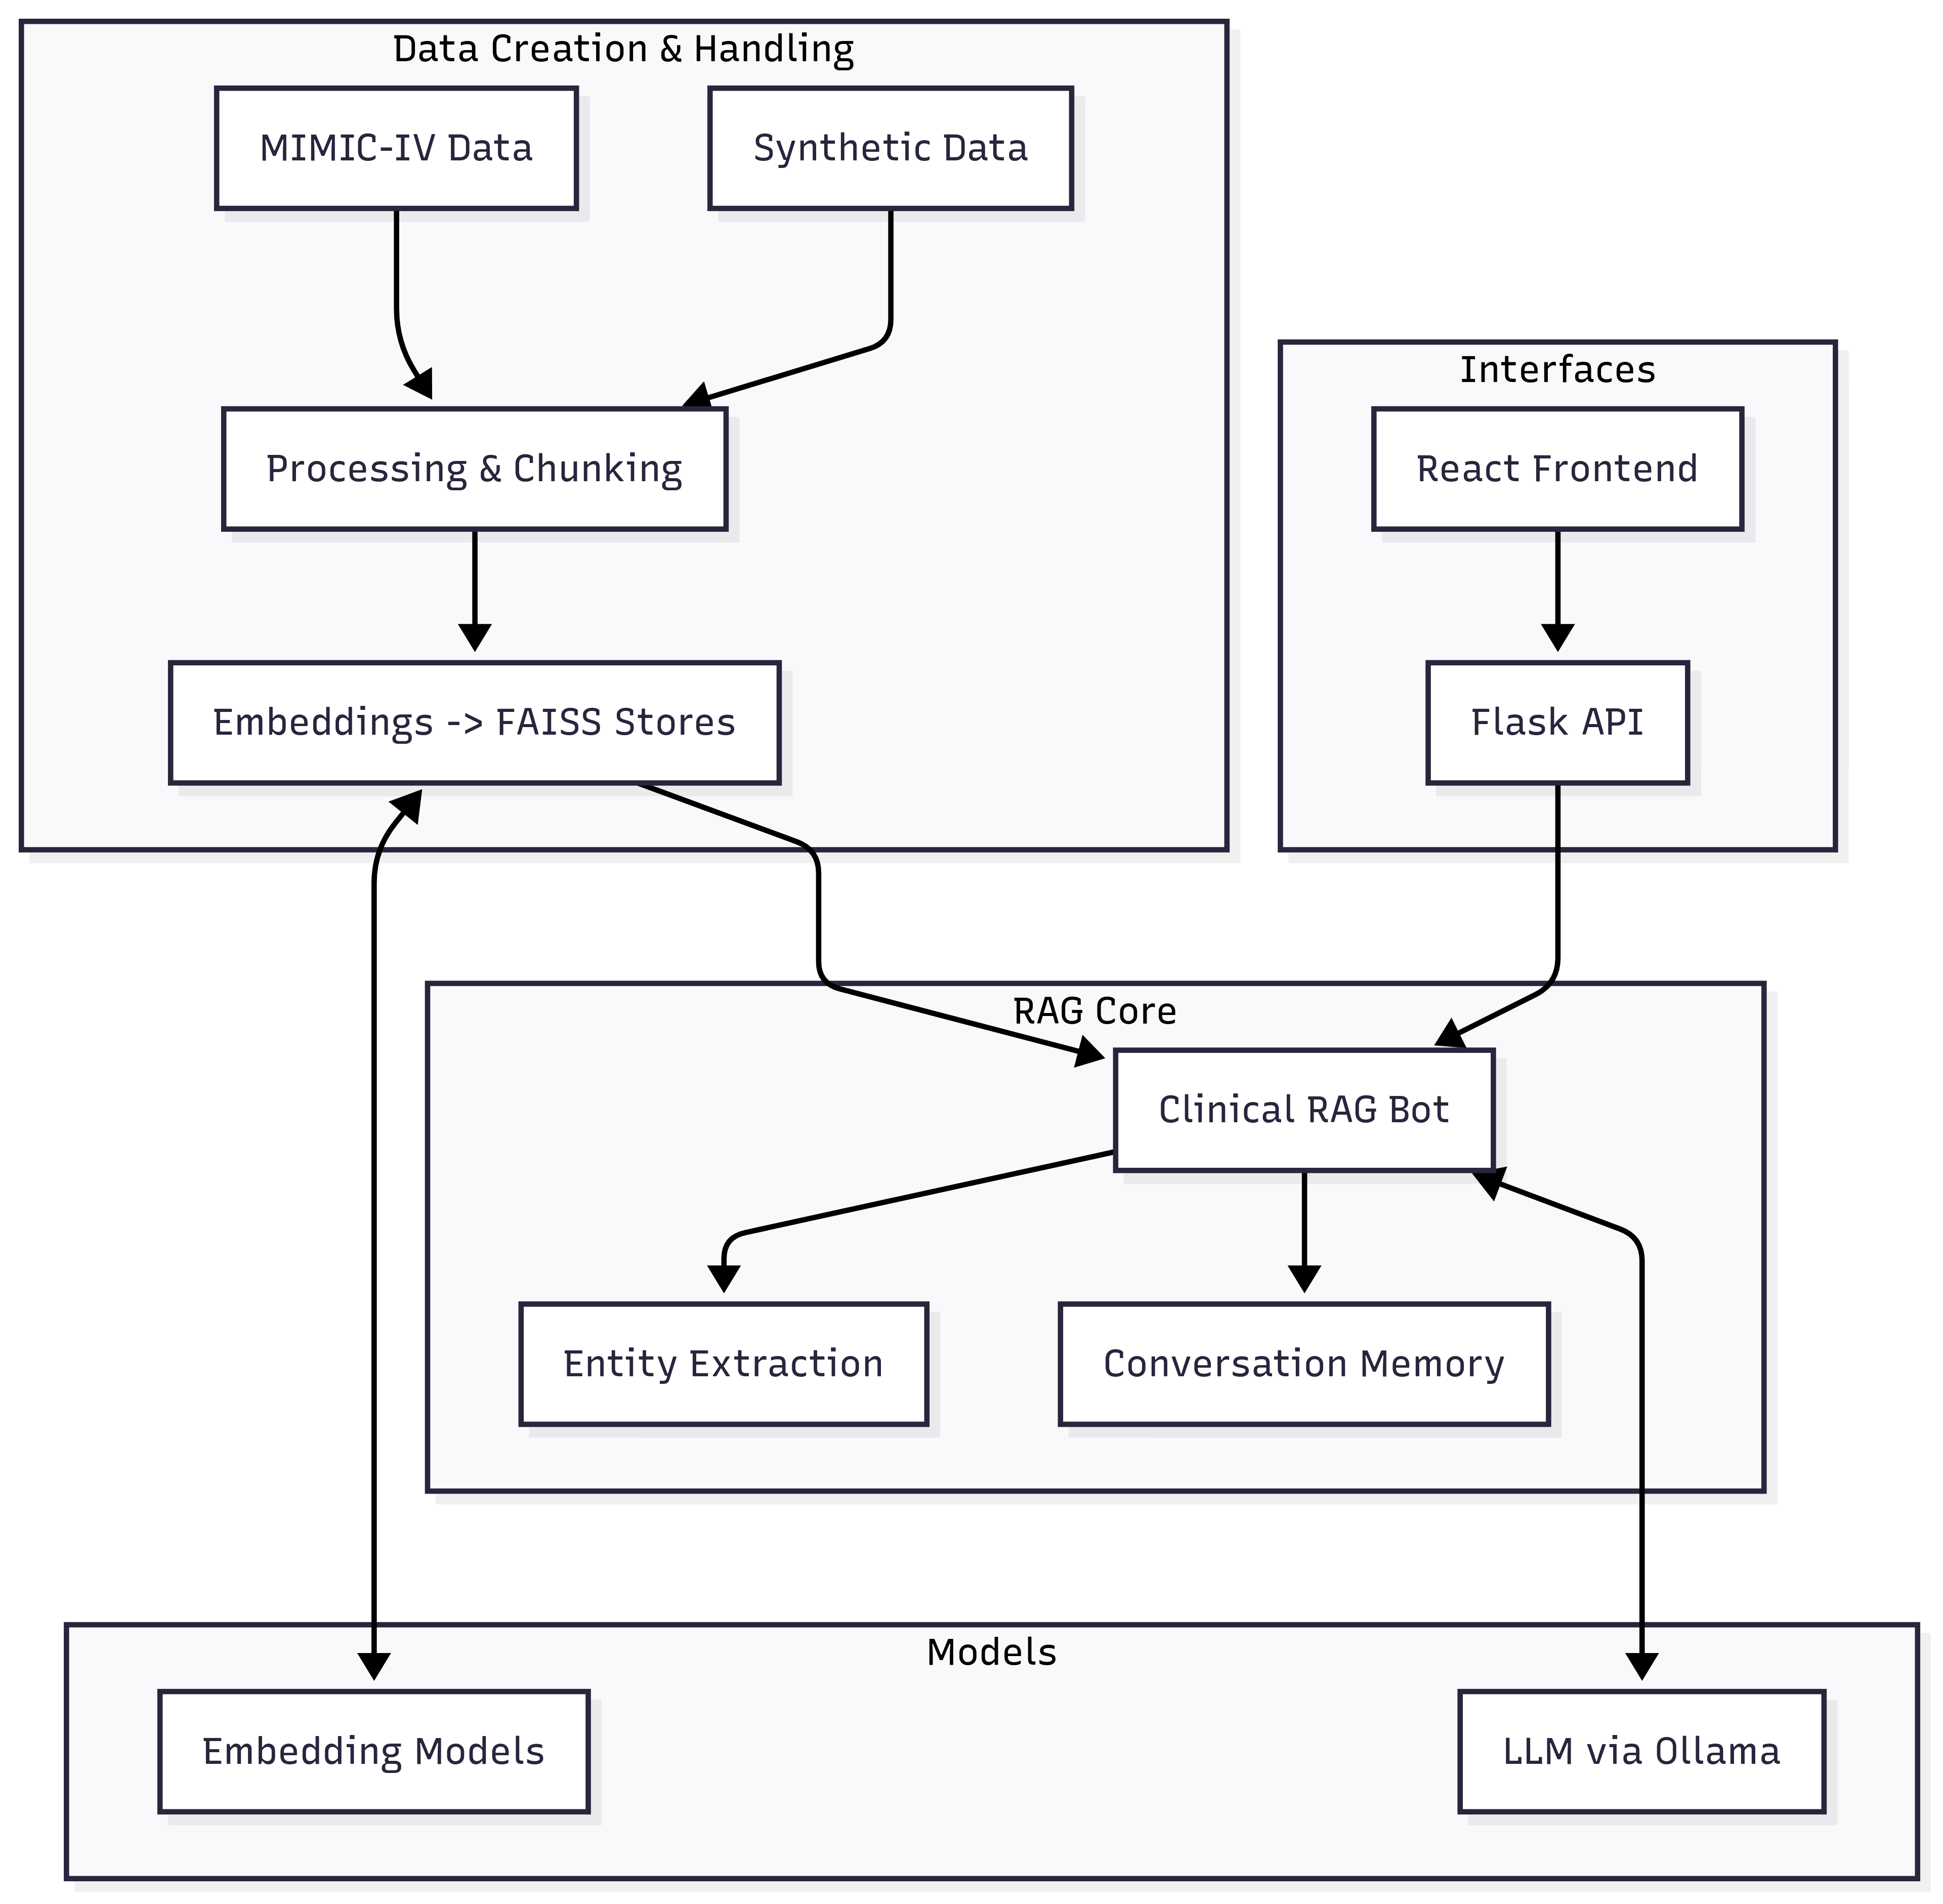 Data Creation & Handling
MIMIC-IV Data
Synthetic Data
Processing & Chunking
Embeddings -> FAISS Stores
Interfaces
React Frontend
Flask API
RAG Core
Clinical RAG Bot
Entity Extraction
Conversation Memory
Models
Embedding Models
LLM via Ollama